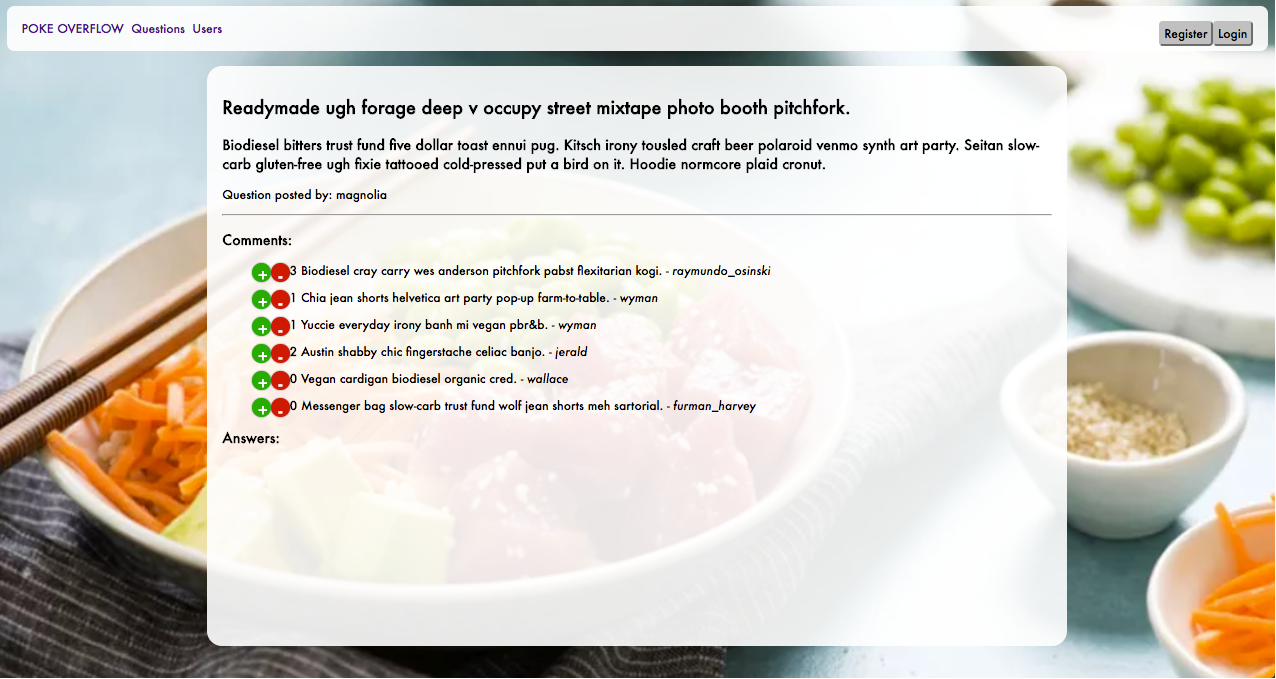 POKE OVERFLOW Questions Users
Register Login
Readymade ugh forage deep v occupy street mixtape photo booth pitchfork.
Biodiesel bitters trust fund five dollar toast ennui pug. Kitsch irony tousled craft beer polaroid venmo synth art party. Seitan slow-
carb gluten-free ugh fixie tattooed cold-pressed put a bird on it. Hoodie normcore plaid cronut.
Question posted by: magnolia
Comments:
+ - 3 Biodiesel cray carry wes anderson pitchfork pabst flexitarian kogi. - raymundo_osinski
+ - 1 Chia jean shorts helvetica art party pop-up farm-to-table. - wyman
+ - 1 Yuccie everyday irony banh mi vegan pbr&b. - wyman
+ - 2 Austin shabby chic fingerstache celiac banjo. - jerald
+ - 0 Vegan cardigan biodiesel organic cred. - wallace
+ - 0 Messenger bag slow-carb trust fund wolf jean shorts meh sartorial. - furman_harvey
Answers: